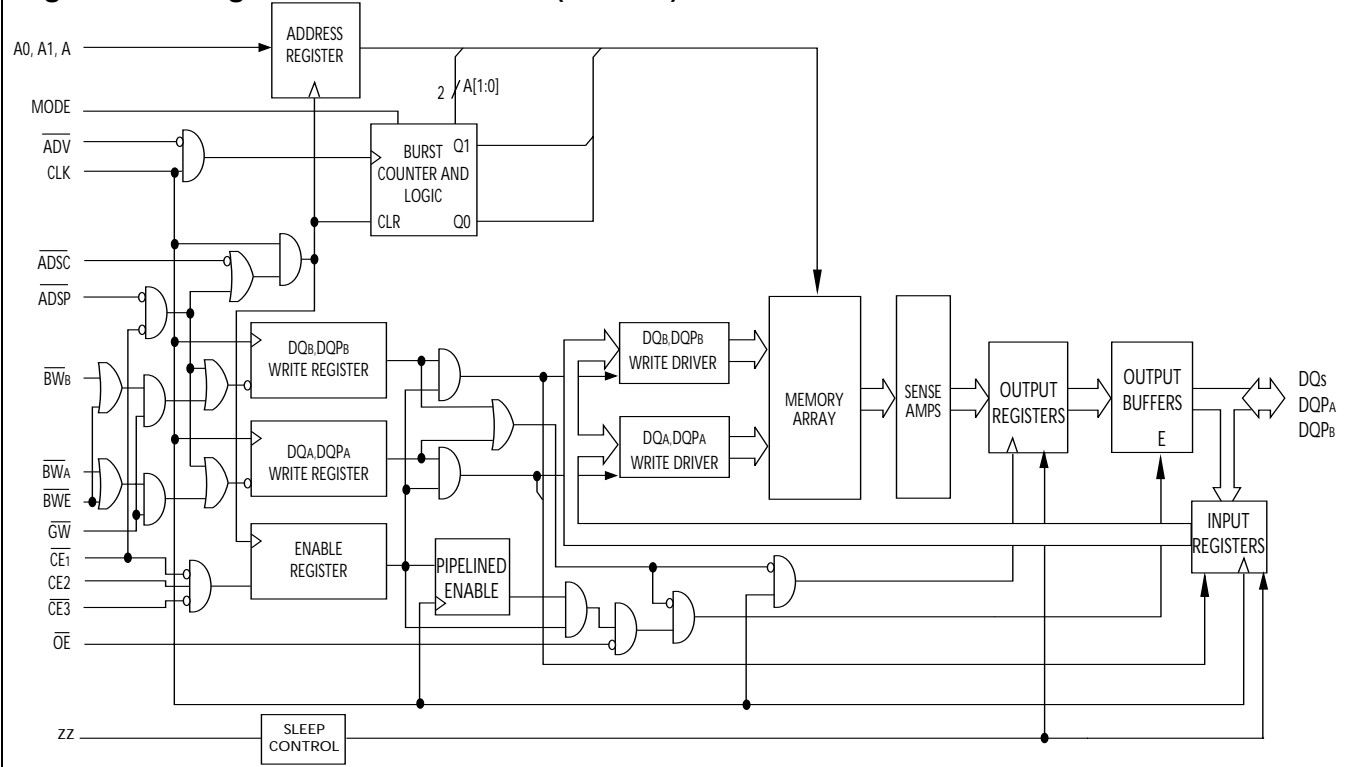 A0, A1, A
ADDRESS
REGISTER
2
A[1:0]
MODE
ADV
CLK
BURST
COUNTER AND
LOGIC
Q1
CLR
Q0
ADSC
ADSP
DQB,DQPB
WRITE REGISTER
DQB,DQPB
WRITE DRIVER
BWB
MEMORY
ARRAY
SENSE
AMPS
OUTPUT
REGISTERS
OUTPUT
BUFFERS
E
DQs
DQPA
DQPB
DQA,DQPA
WRITE REGISTER
DQA,DQPA
WRITE DRIVER
BWA
BWE
GW
CE1
CE2
CE3
ENABLE
REGISTER
PIPELINED
ENABLE
INPUT
REGISTERS
OE
ZZ
SLEEP
CONTROL